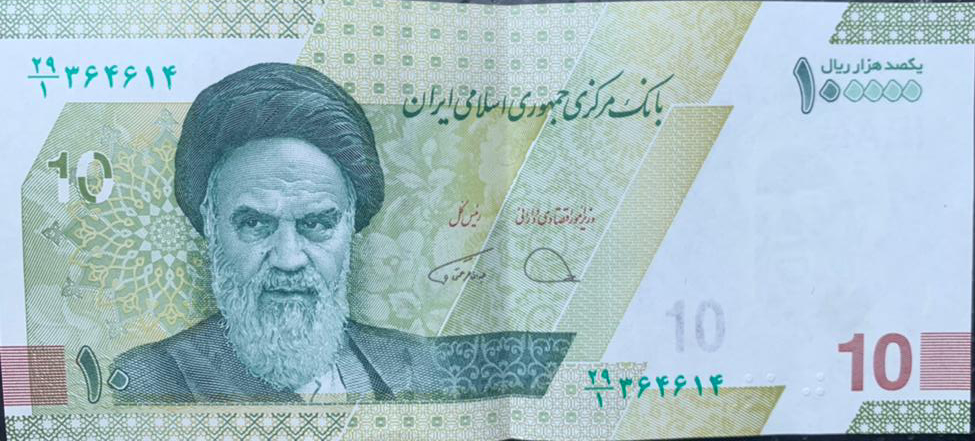 ۲۹/۱ ۳۶۴۶۱۴
یکصد هزار ریال
۱۰۰۰۰۰
بانک مرکزی جمهوری اسلامی ایران
10
وزیر امور اقتصادی و دارائی
رئیس کل
10
10
۱۰
۲۹/۱ ۳۶۴۶۱۴